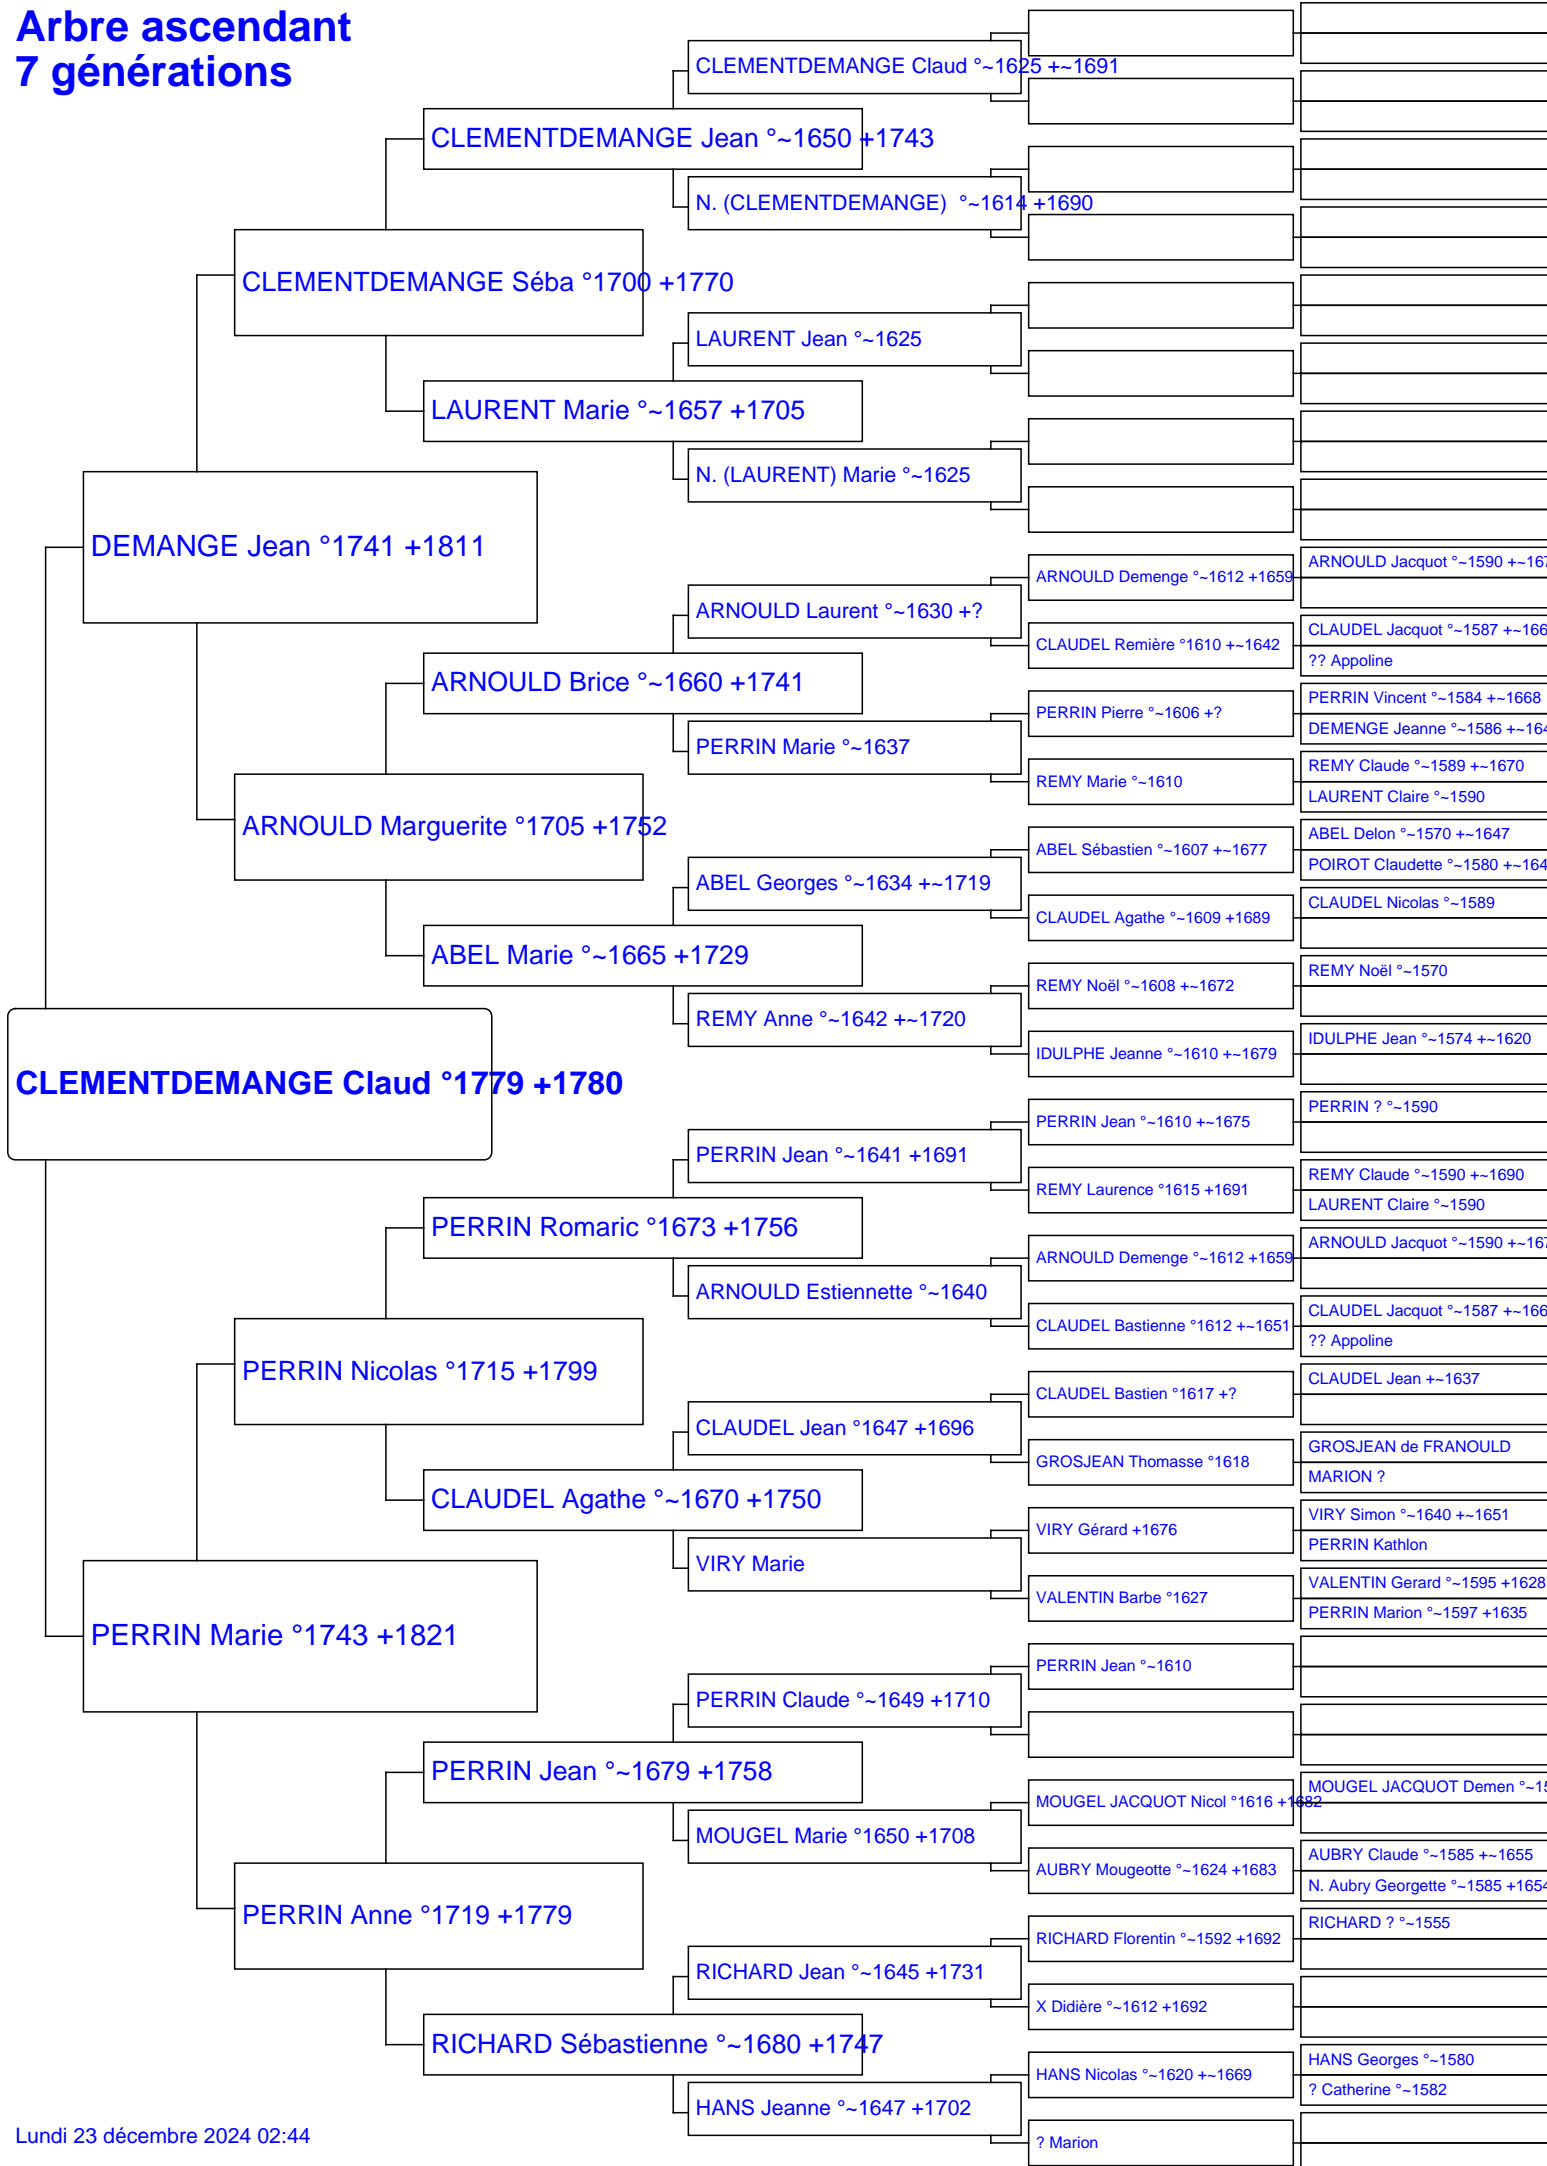 Arbre ascendant
7 générations
CLEMENTDEMANGE Claud °~1625 +~1691
CLEMENTDEMANGE Jean °~1650 +1743
N. (CLEMENTDEMANGE)  °~1614 +1690
CLEMENTDEMANGE Séba °1700 +1770
LAURENT Jean °~1625
LAURENT Marie °~1657 +1705
N. (LAURENT) Marie °~1625
DEMANGE Jean °1741 +1811
ARNOULD Jacquot °~1590 +~167
ARNOULD Demenge °~1612 +1659
ARNOULD Laurent °~1630 +?
CLAUDEL Jacquot °~1587 +~166
CLAUDEL Remière °1610 +~1642
?? Appoline
ARNOULD Brice °~1660 +1741
PERRIN Vincent °~1584 +~1668
PERRIN Pierre °~1606 +?
DEMENGE Jeanne °~1586 +~164
PERRIN Marie °~1637
REMY Claude °~1589 +~1670
REMY Marie °~1610
LAURENT Claire °~1590
ARNOULD Marguerite °1705 +1752
ABEL Delon °~1570 +~1647
ABEL Sébastien °~1607 +~1677
POIROT Claudette °~1580 +~164
ABEL Georges °~1634 +~1719
CLAUDEL Nicolas °~1589
CLAUDEL Agathe °~1609 +1689
ABEL Marie °~1665 +1729
REMY Noël °~1570
REMY Noël °~1608 +~1672
REMY Anne °~1642 +~1720
IDULPHE Jean °~1574 +~1620
IDULPHE Jeanne °~1610 +~1679
CLEMENTDEMANGE Claud °1779 +1780
PERRIN ? °~1590
PERRIN Jean °~1610 +~1675
PERRIN Jean °~1641 +1691
REMY Claude °~1590 +~1690
REMY Laurence °1615 +1691
LAURENT Claire °~1590
PERRIN Romaric °1673 +1756
ARNOULD Jacquot °~1590 +~167
ARNOULD Demenge °~1612 +1659
ARNOULD Estiennette °~1640
CLAUDEL Jacquot °~1587 +~166
CLAUDEL Bastienne °1612 +~1651
?? Appoline
PERRIN Nicolas °1715 +1799
CLAUDEL Jean +~1637
CLAUDEL Bastien °1617 +?
CLAUDEL Jean °1647 +1696
GROSJEAN de FRANOULD
GROSJEAN Thomasse °1618
MARION ?
CLAUDEL Agathe °~1670 +1750
VIRY Simon °~1640 +~1651
VIRY Gérard +1676
PERRIN Kathlon
VIRY Marie
VALENTIN Gerard °~1595 +1628
VALENTIN Barbe °1627
PERRIN Marion °~1597 +1635
PERRIN Marie °1743 +1821
PERRIN Jean °~1610
PERRIN Claude °~1649 +1710
PERRIN Jean °~1679 +1758
MOUGEL JACQUOT Demen °~15
MOUGEL JACQUOT Nicol °1616 +1682
MOUGEL Marie °1650 +1708
AUBRY Claude °~1585 +~1655
AUBRY Mougeotte °~1624 +1683
N. Aubry Georgette °~1585 +1654
PERRIN Anne °1719 +1779
RICHARD ? °~1555
RICHARD Florentin °~1592 +1692
RICHARD Jean °~1645 +1731
X Didière °~1612 +1692
RICHARD Sébastienne °~1680 +1747
HANS Georges °~1580
HANS Nicolas °~1620 +~1669
? Catherine °~1582
HANS Jeanne °~1647 +1702
? Marion
Lundi 23 décembre 2024 02:44